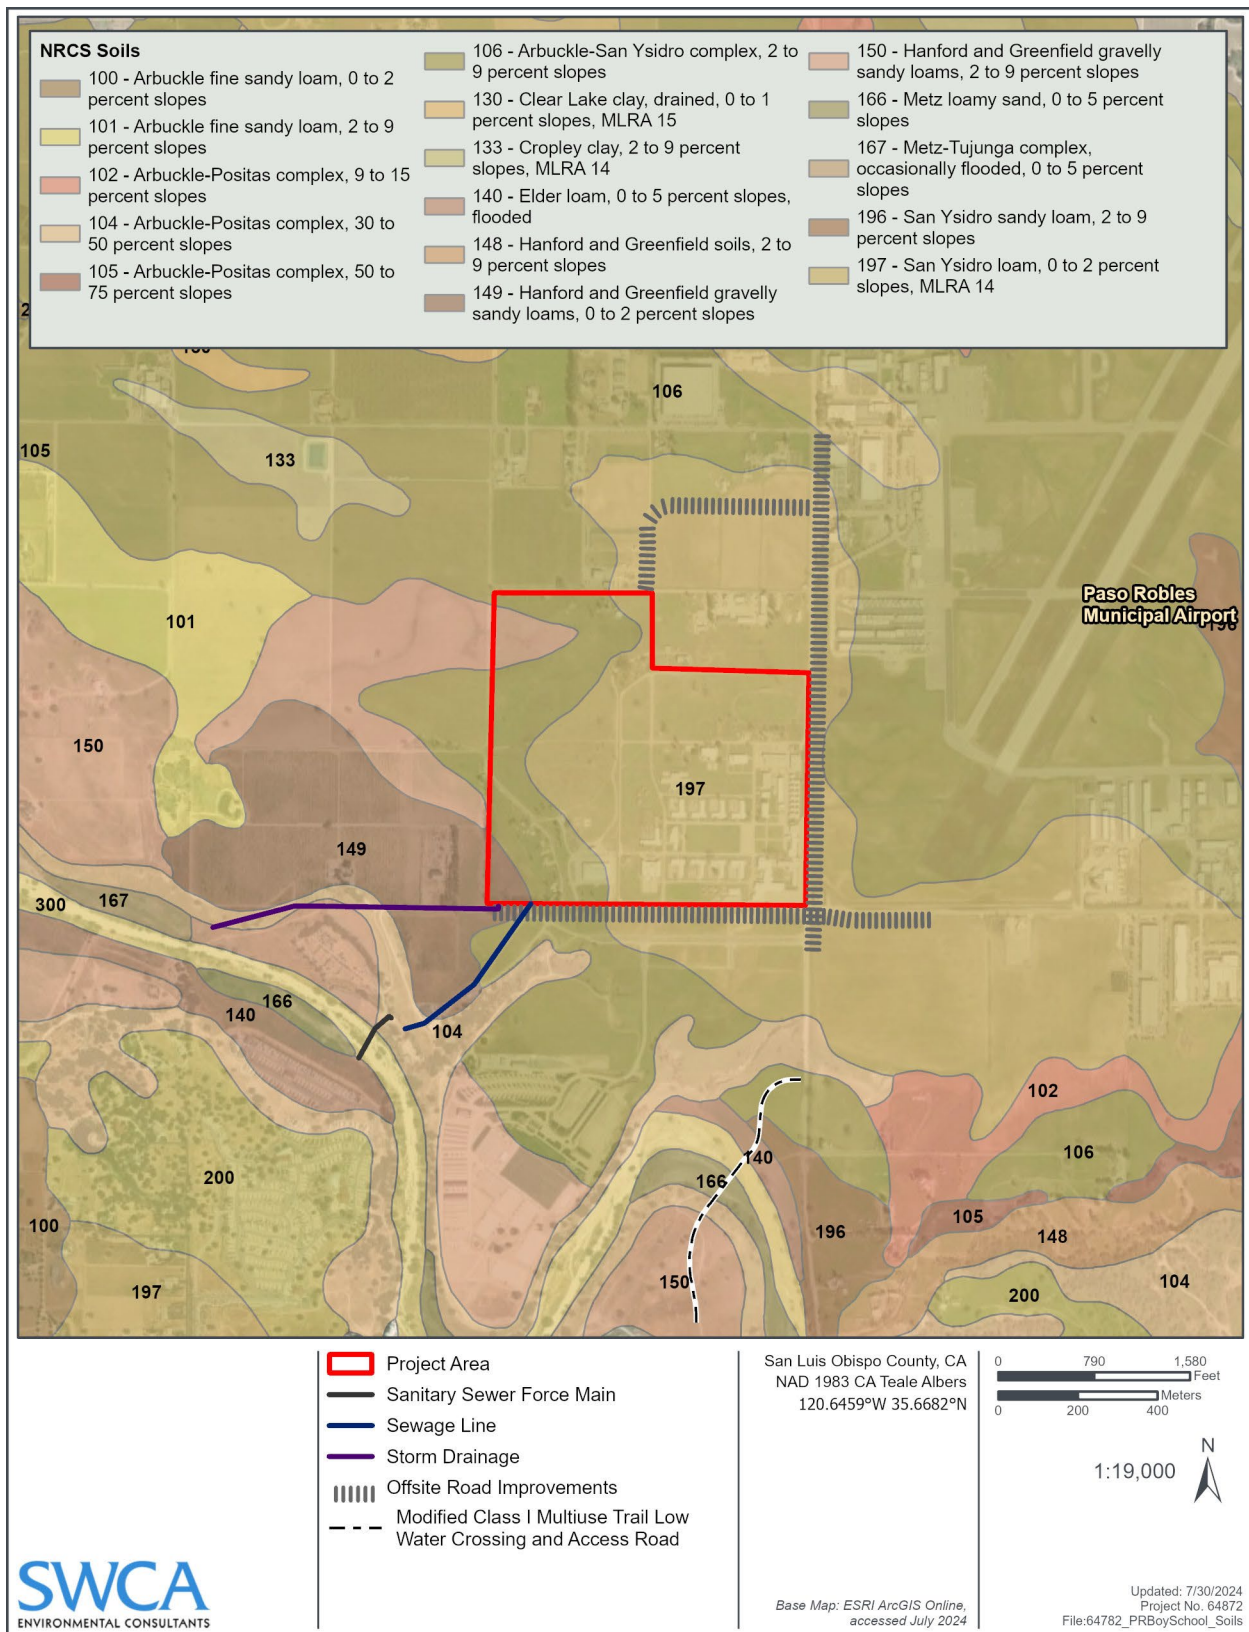 NRCS Soils
100 - Arbuckle fine sandy loam, 0 to 2
percent slopes
101 - Arbuckle fine sandy loam, 2 to 9
percent slopes
102 - Arbuckle-Positas complex, 9 to 15
percent slopes
104 - Arbuckle-Positas complex, 30 to
50 percent slopes
105 - Arbuckle-Positas complex, 50 to
75 percent slopes
106 - Arbuckle-San Ysidro complex, 2 to
9 percent slopes
130 - Clear Lake clay, drained, 0 to 1
percent slopes, MLRA 15
133 - Cropley clay, 2 to 9 percent
slopes, MLRA 14
140 - Elder loam, 0 to 5 percent slopes,
flooded
148 - Hanford and Greenfield soils, 2 to
9 percent slopes
149 - Hanford and Greenfield gravelly
sandy loams, 0 to 2 percent slopes
150 - Hanford and Greenfield gravelly
sandy loams, 2 to 9 percent slopes
166 - Metz loamy sand, 0 to 5 percent
slopes
167 - Metz-Tujunga complex,
occasionally flooded, 0 to 5 percent
slopes
196 - San Ysidro sandy loam, 2 to 9
percent slopes
197 - San Ysidro loam, 0 to 2 percent
slopes, MLRA 14
106
105
133
Paso Robles
Municipal Airport
196
101
150
197
149
167
300
166
140
104
102
106
140
166
200
105
100
196
148
150
104
197
200
Project Area
Sanitary Sewer Force Main
Sewage Line
Storm Drainage
Offsite Road Improvements
Modified Class I Multiuse Trail Low
Water Crossing and Access Road
San Luis Obispo County, CA
NAD 1983 CA Teale Albers
120.6459°W 35.6682°N
0 790 1,580
Feet
Meters
0 200 400
N
1:19,000
SWCA
ENVIRONMENTAL CONSULTANTS
Base Map: ESRI ArcGIS Online,
accessed July 2024
Updated: 7/30/2024
Project No. 64872
File:64782_PRBoySchool_Soils